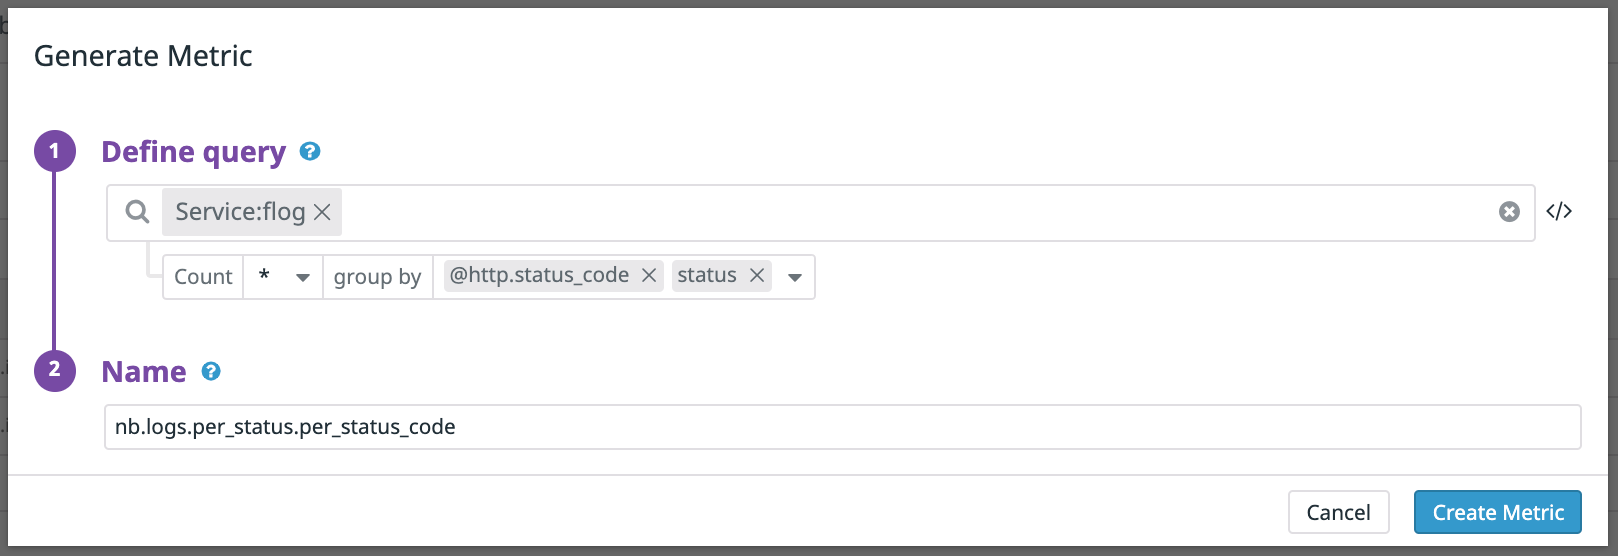 Generate Metric
1 Define query ?
Service:flog </>
Count * group by @http.status_code status
2 Name ?
nb.logs.per_status.per_status_code
Cancel Create Metric